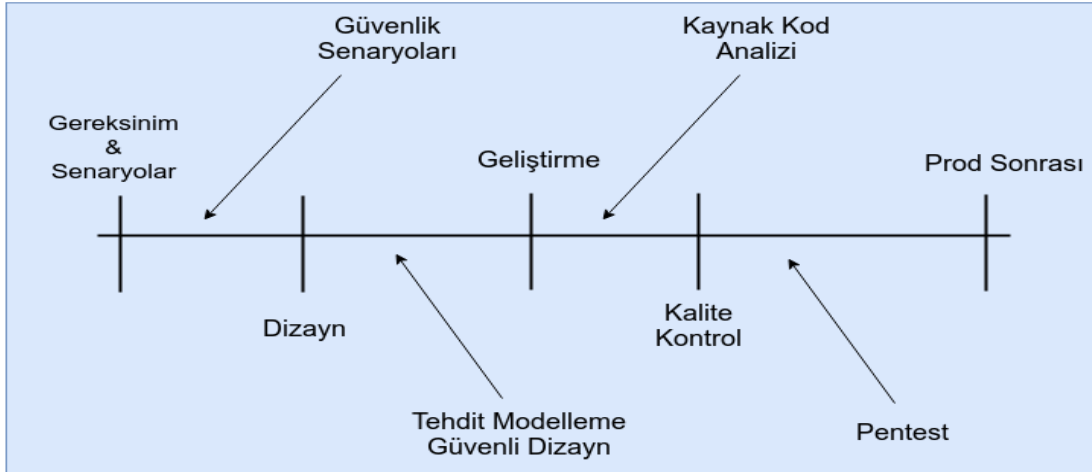 Güvenlik
Senaryoları
Kaynak Kod
Analizi
Gereksinim
&
Senaryolar
Geliştirme
Prod Sonrası
Dizayn
Kalite
Kontrol
Tehdit Modelleme
Güvenli Dizayn
Pentest